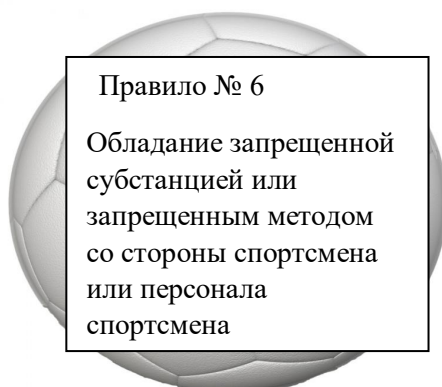 Правило № 6
Обладание запрещенной
субстанцией или
запрещенным методом
со стороны спортсмена
или персонала
спортсмена